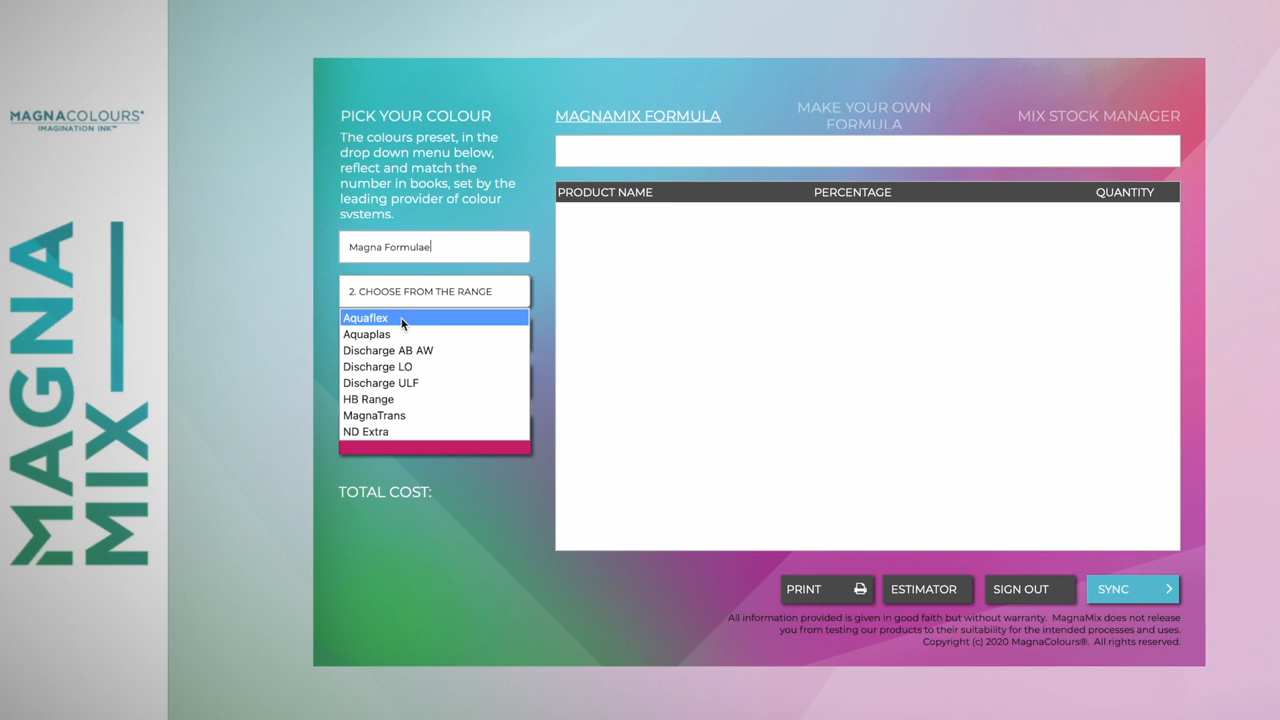 MAGNACOLOURS®
IMAGINATION INK™
MAGNA
MIX
PICK YOUR COLOUR
The colours preset, in the
drop down menu below,
reflect and match the
number in books, set by the
leading provider of colour
systems.
Magna Formulae
2. CHOOSE FROM THE RANGE
Aquaflex
Aquaplas
Discharge AB AW
Discharge LO
Discharge ULF
HB Range
MagnaTrans
ND Extra
TOTAL COST:
MAGNAMIX FORMULA
MAKE YOUR OWN
FORMULA
MIX STOCK MANAGER
PRODUCT NAME PERCENTAGE QUANTITY
PRINT
ESTIMATOR
SIGN OUT
SYNC
All information provided is given in good faith but without warranty. MagnaMix does not release
you from testing our products to their suitability for the intended processes and uses.
Copyright (c) 2020 MagnaColours®. All rights reserved.